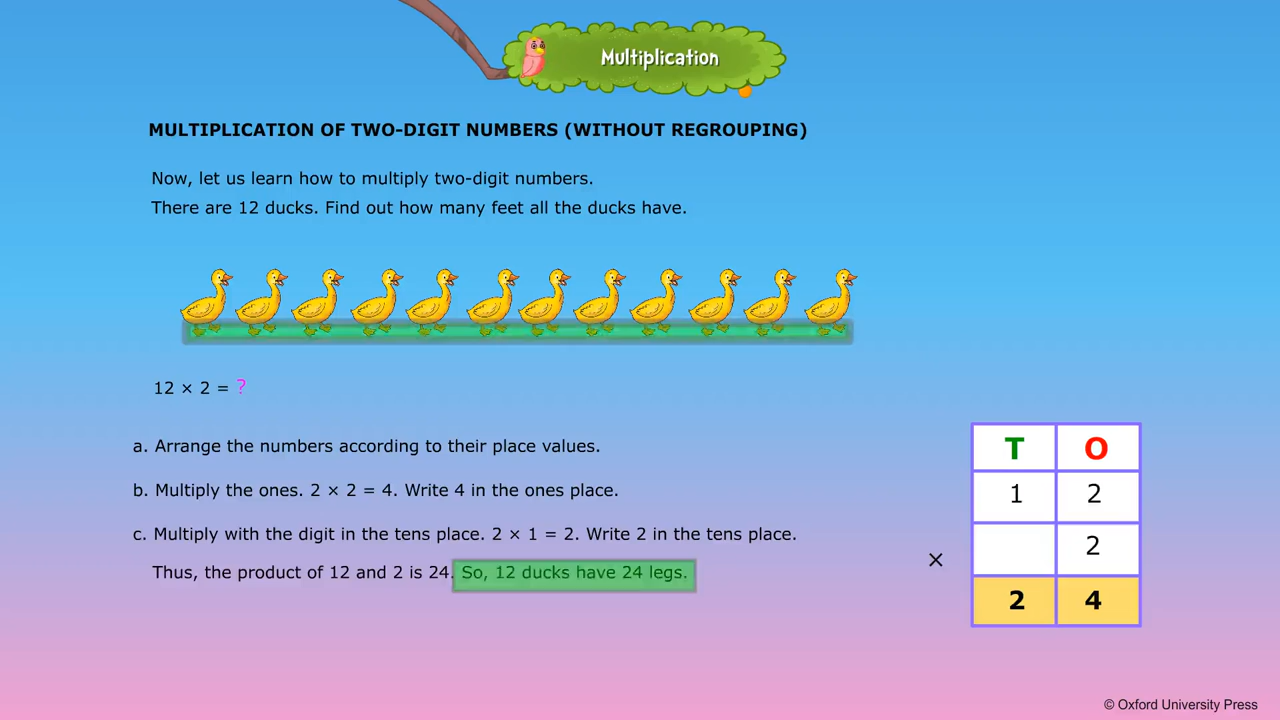 Multiplication
MULTIPLICATION OF TWO-DIGIT NUMBERS (WITHOUT REGROUPING)
Now, let us learn how to multiply two-digit numbers.
There are 12 ducks. Find out how many feet all the ducks have.
12 × 2 = ?
a. Arrange the numbers according to their place values.
b. Multiply the ones. 2 × 2 = 4. Write 4 in the ones place.
c. Multiply with the digit in the tens place. 2 × 1 = 2. Write 2 in the tens place.
Thus, the product of 12 and 2 is 24. So, 12 ducks have 24 legs.
T O
1 2
× 2
2 4
© Oxford University Press